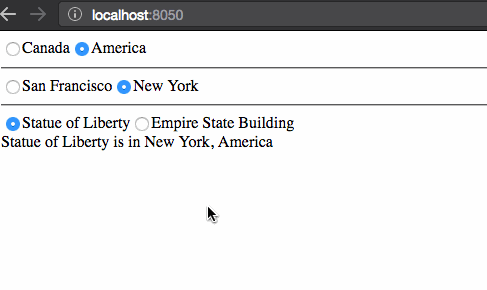 localhost:8050
Canada America
San Francisco New York
Statue of Liberty Empire State Building
Statue of Liberty is in New York, America